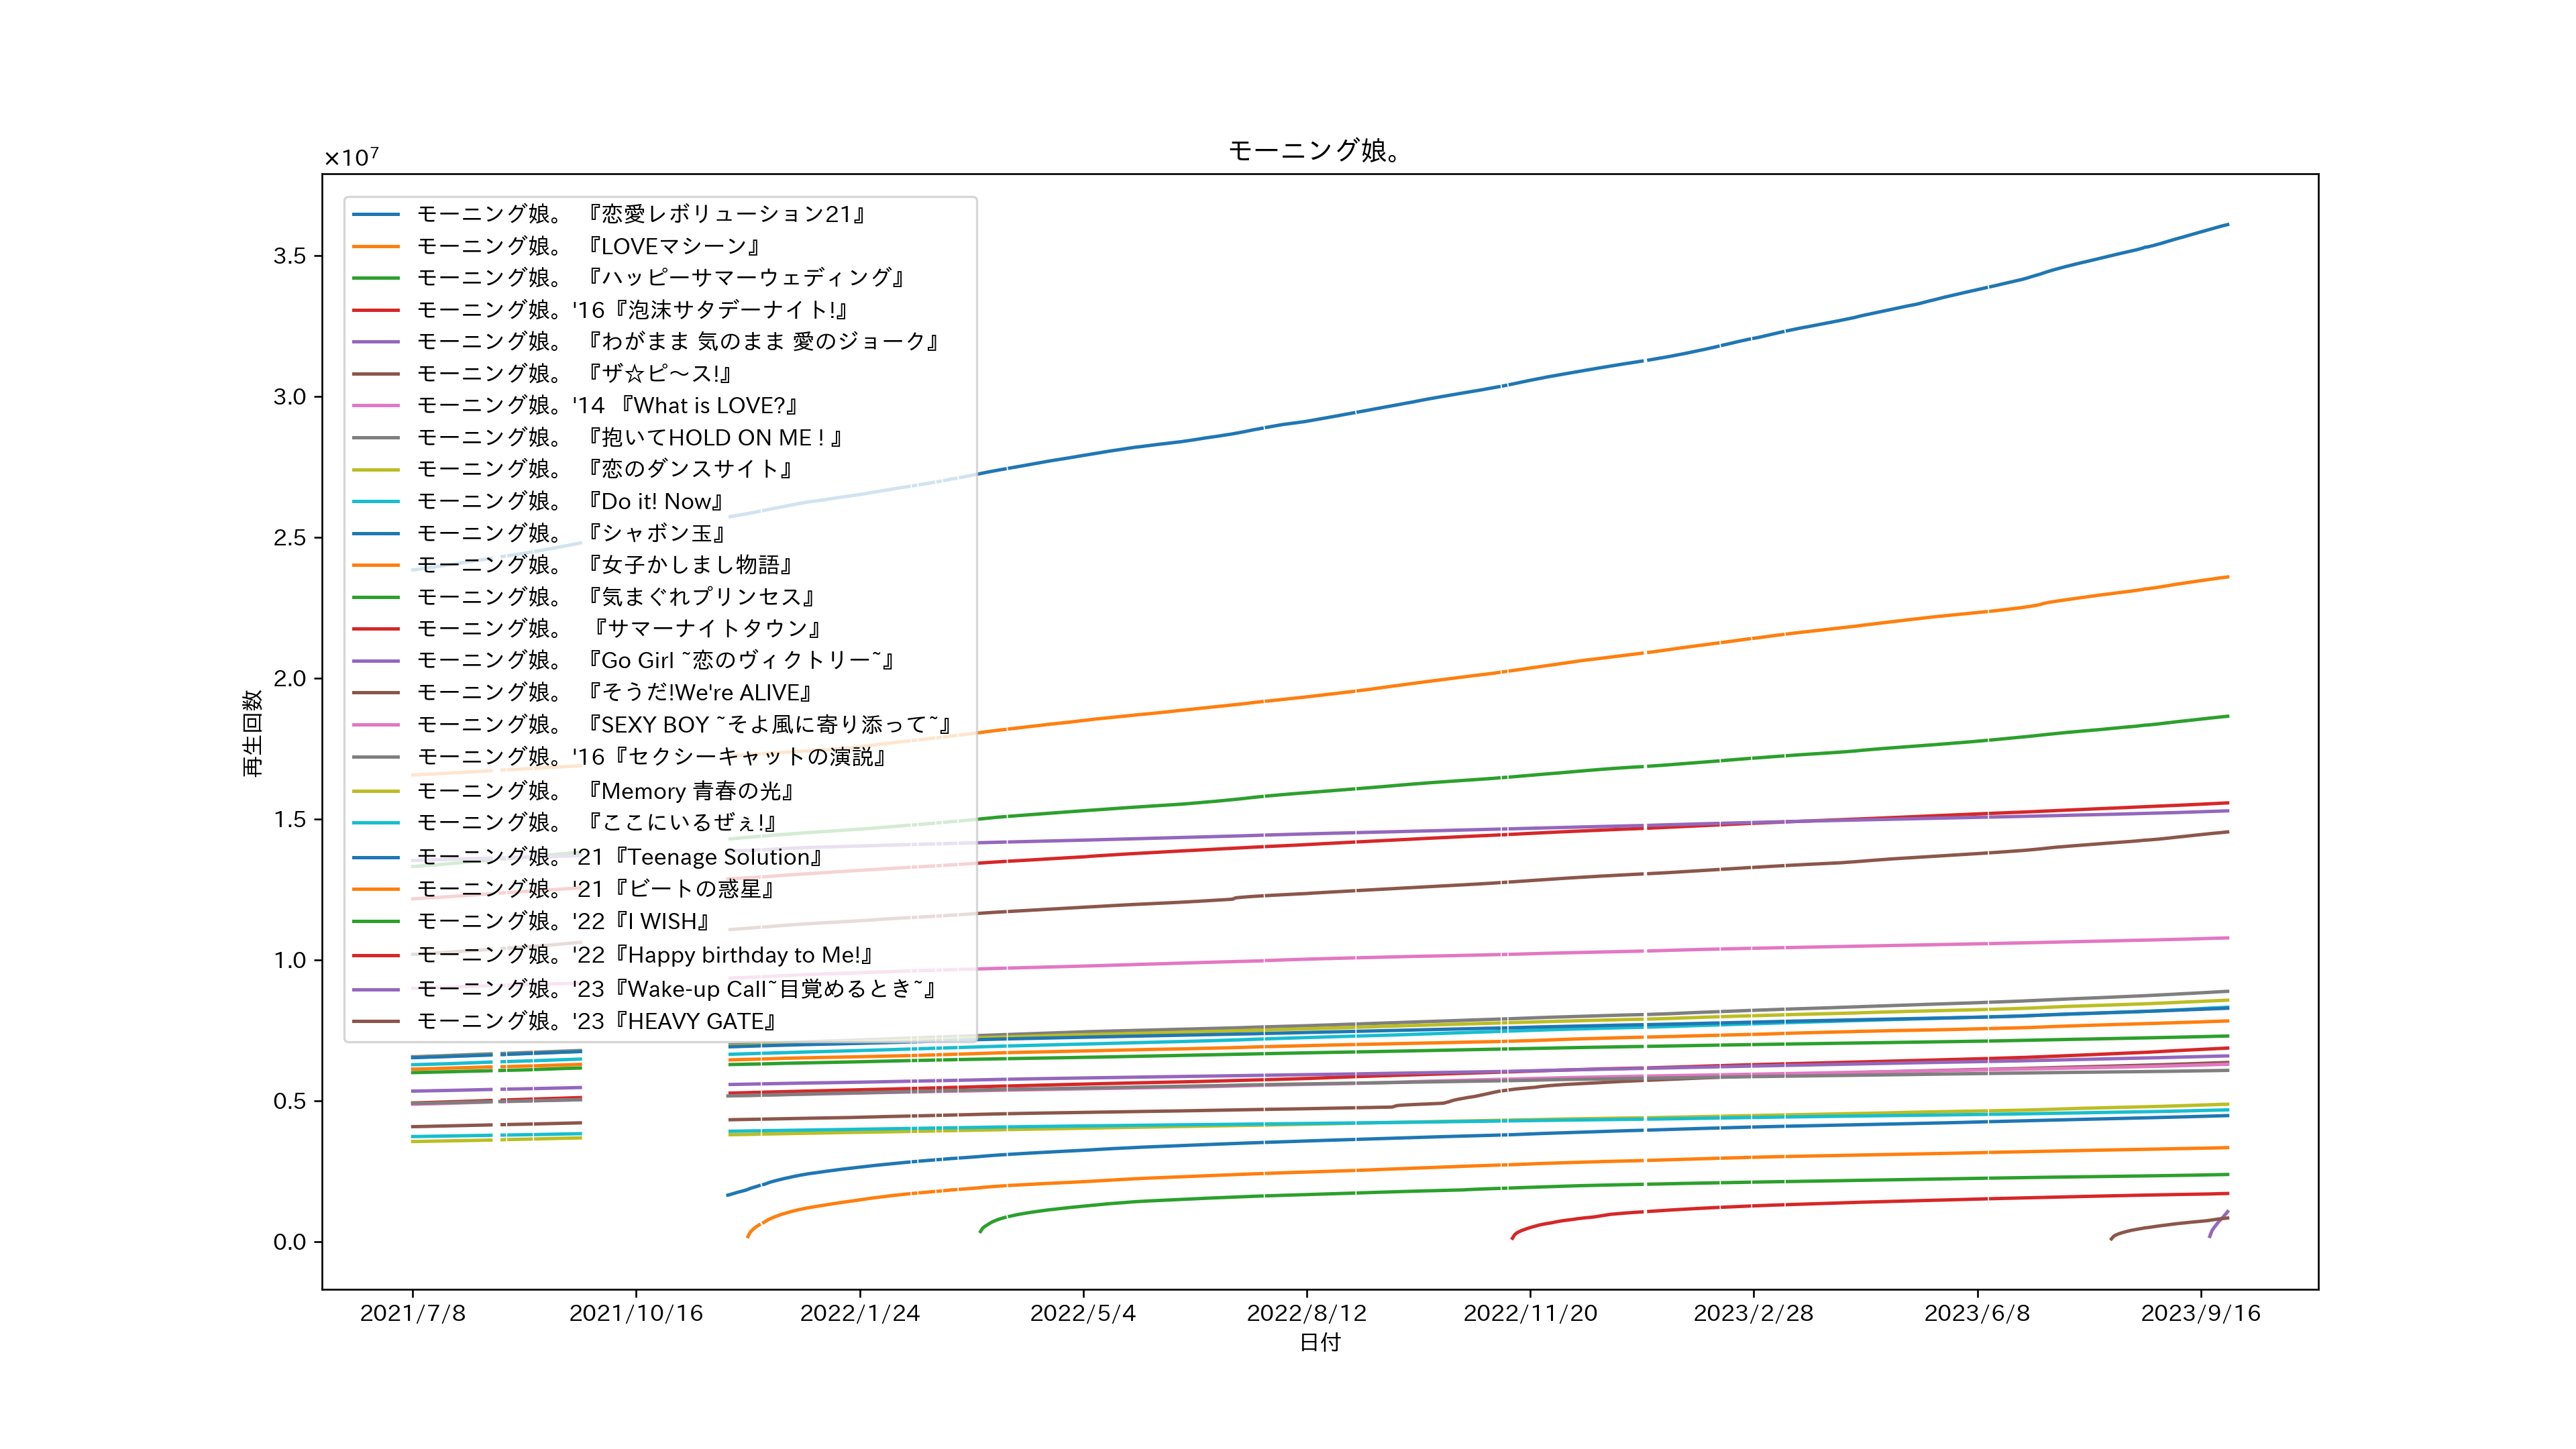 モーニング娘。
×10⁷
再生回数
3.5
3.0
2.5
2.0
1.5
1.0
0.5
0.0
モーニング娘。 『恋愛レボリューション21』
モーニング娘。 『LOVEマシーン』
モーニング娘。 『ハッピーサマーウェディング』
モーニング娘。'16『泡沫サタデーナイト!』
モーニング娘。 『わがまま 気のまま 愛のジョーク』
モーニング娘。 『ザ☆ピ〜ス!』
モーニング娘。'14 『What is LOVE?』
モーニング娘。 『抱いてHOLD ON ME ! 』
モーニング娘。 『恋のダンスサイト』
モーニング娘。 『Do it! Now』
モーニング娘。 『シャボン玉』
モーニング娘。 『女子かしまし物語』
モーニング娘。 『気まぐれプリンセス』
モーニング娘。 『サマーナイトタウン』
モーニング娘。 『Go Girl ~恋のヴィクトリー~』
モーニング娘。 『そうだ!We're ALIVE』
モーニング娘。 『SEXY BOY ~そよ風に寄り添って~』
モーニング娘。'16『セクシーキャットの演説』
モーニング娘。 『Memory 青春の光』
モーニング娘。 『ここにいるぜぇ!』
モーニング娘。'21『Teenage Solution』
モーニング娘。'21『ビートの惑星』
モーニング娘。'22『I WISH』
モーニング娘。'22『Happy birthday to Me!』
モーニング娘。'23『Wake-up Call~目覚めるとき~』
モーニング娘。'23『HEAVY GATE』
2021/7/8
2021/10/16
2022/1/24
2022/5/4
2022/8/12
2022/11/20
2023/2/28
2023/6/8
2023/9/16
日付